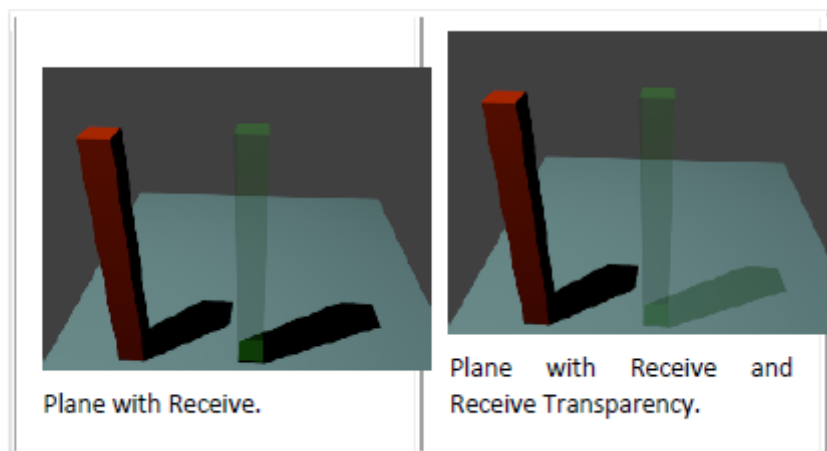 Plane with Receive.
Plane with Receive and
Receive Transparency.